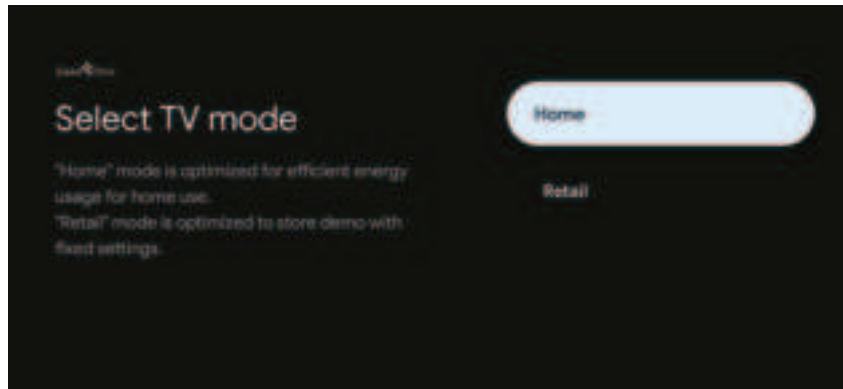 Select TV mode
"Home" mode is optimized for efficient energy
usage for home use.
"Retail" mode is optimized to store demo with
fixed settings.
Home
Retail